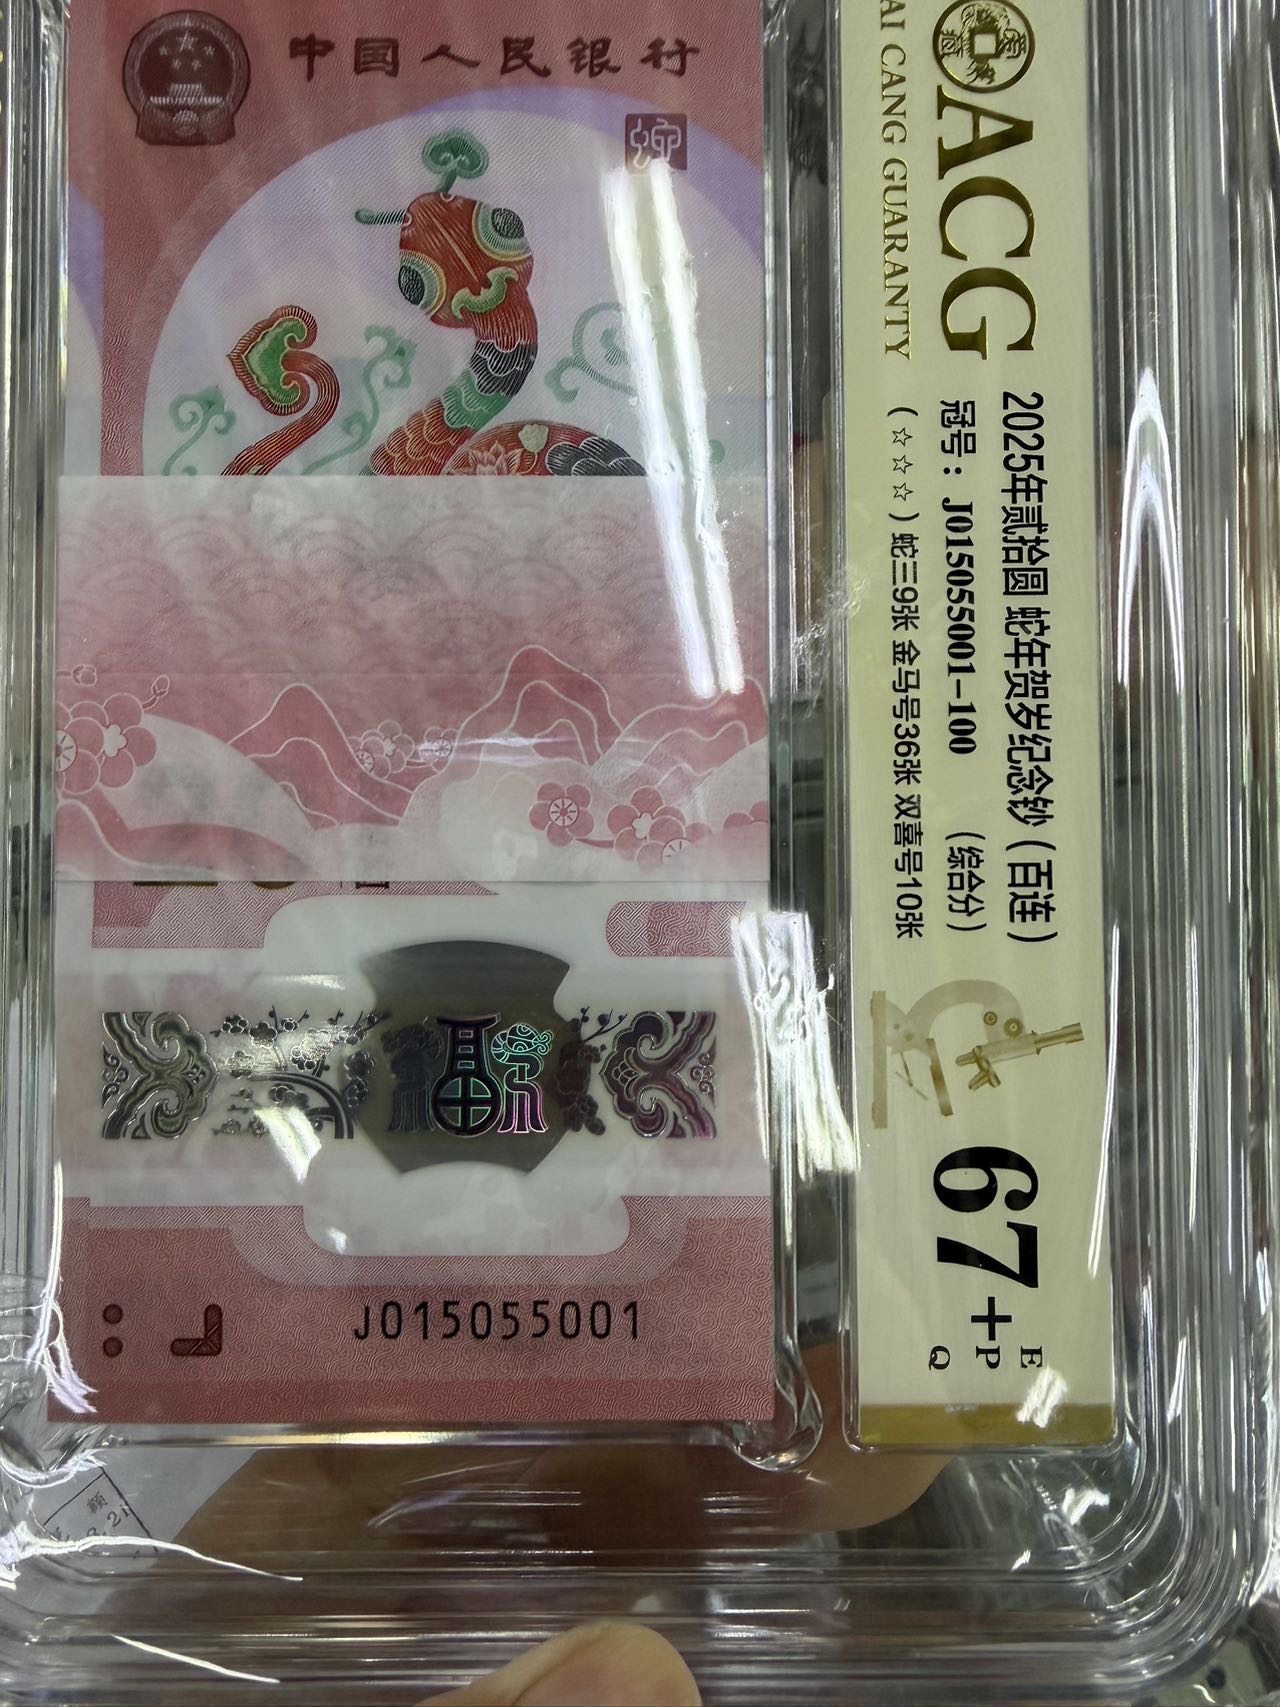 中国人民银行
蛇
J015055001
ACG
AI CANG GUARANTY
2025年贰拾圆 蛇年贺岁纪念钞（百连）
冠号：J015055001-100 （综合分）
（☆☆☆）蛇三9张 金马号36张 双喜号10张
67+
E
P
Q
额